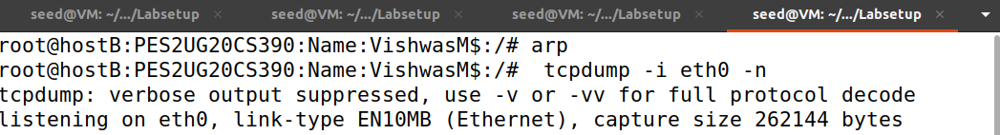 seed@VM: ~/.../Labsetup × seed@VM: ~/.../Labsetup × seed@VM: ~/.../Labsetup × seed@VM: ~/.../Labsetup ×
root@hostB:PES2UG20CS390:Name:VishwasM$:/# arp
root@hostB:PES2UG20CS390:Name:VishwasM$:/#  tcpdump -i eth0 -n
tcpdump: verbose output suppressed, use -v or -vv for full protocol decode
listening on eth0, link-type EN10MB (Ethernet), capture size 262144 bytes